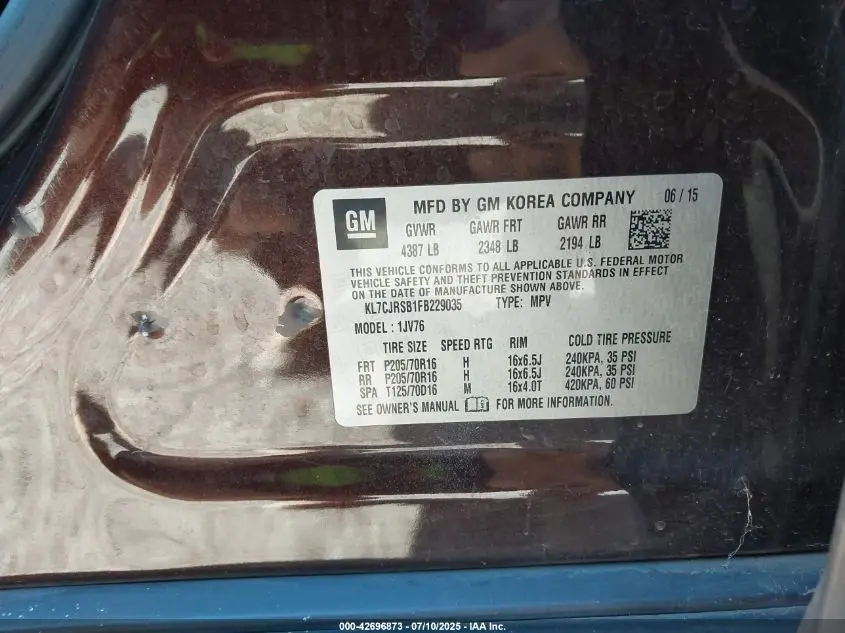 GM
MFD BY GM KOREA COMPANY 06 / 15
GVWR GAWR FRT GAWR RR
4387 LB 2348 LB 2194 LB
THIS VEHICLE CONFORMS TO ALL APPLICABLE U.S. FEDERAL MOTOR
VEHICLE SAFETY AND THEFT PREVENTION STANDARDS IN EFFECT
ON THE DATE OF MANUFACTURE SHOWN ABOVE.
KL7CJRSB1FB229035 TYPE: MPV
MODEL : 1JV76
TIRE SIZE SPEED RTG RIM COLD TIRE PRESSURE
FRT P205/70R16 H 16x6.5J 240KPA, 35 PSI
RR P205/70R16 H 16x6.5J 240KPA, 35 PSI
SPA T125/70D16 M 16x4.0T 420KPA, 60 PSI
SEE OWNER'S MANUAL FOR MORE INFORMATION.
000-42696873 - 07/10/2025 - IAA Inc.